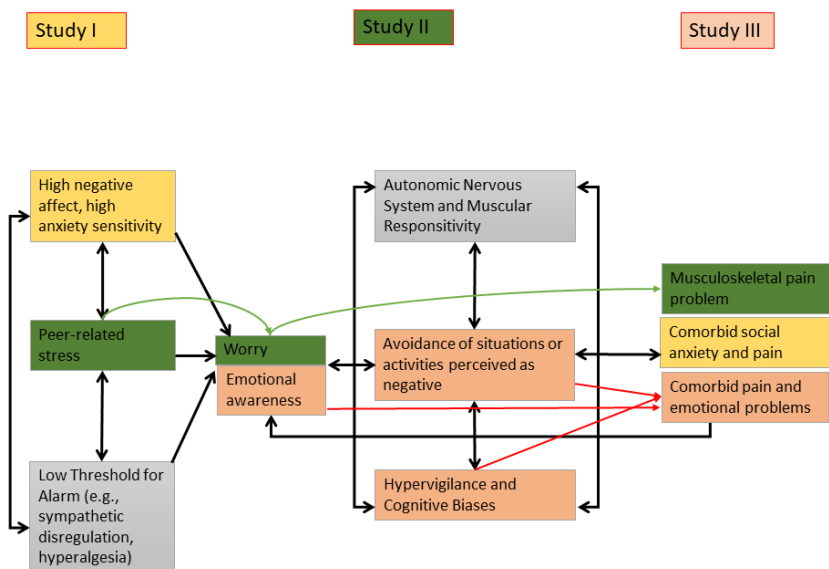 Study I
Study II
Study III
High negative
affect, high
anxiety sensitivity
Peer-related
stress
Low Threshold for
Alarm (e.g.,
sympathetic
disregulation,
hyperalgesia)
Worry
Emotional
awareness
Autonomic Nervous
System and Muscular
Responsitivity
Avoidance of situations or
activities perceived as
negative
Hypervigilance and
Cognitive Biases
Musculoskeletal pain
problem
Comorbid social
anxiety and pain
Comorbid pain and
emotional problems